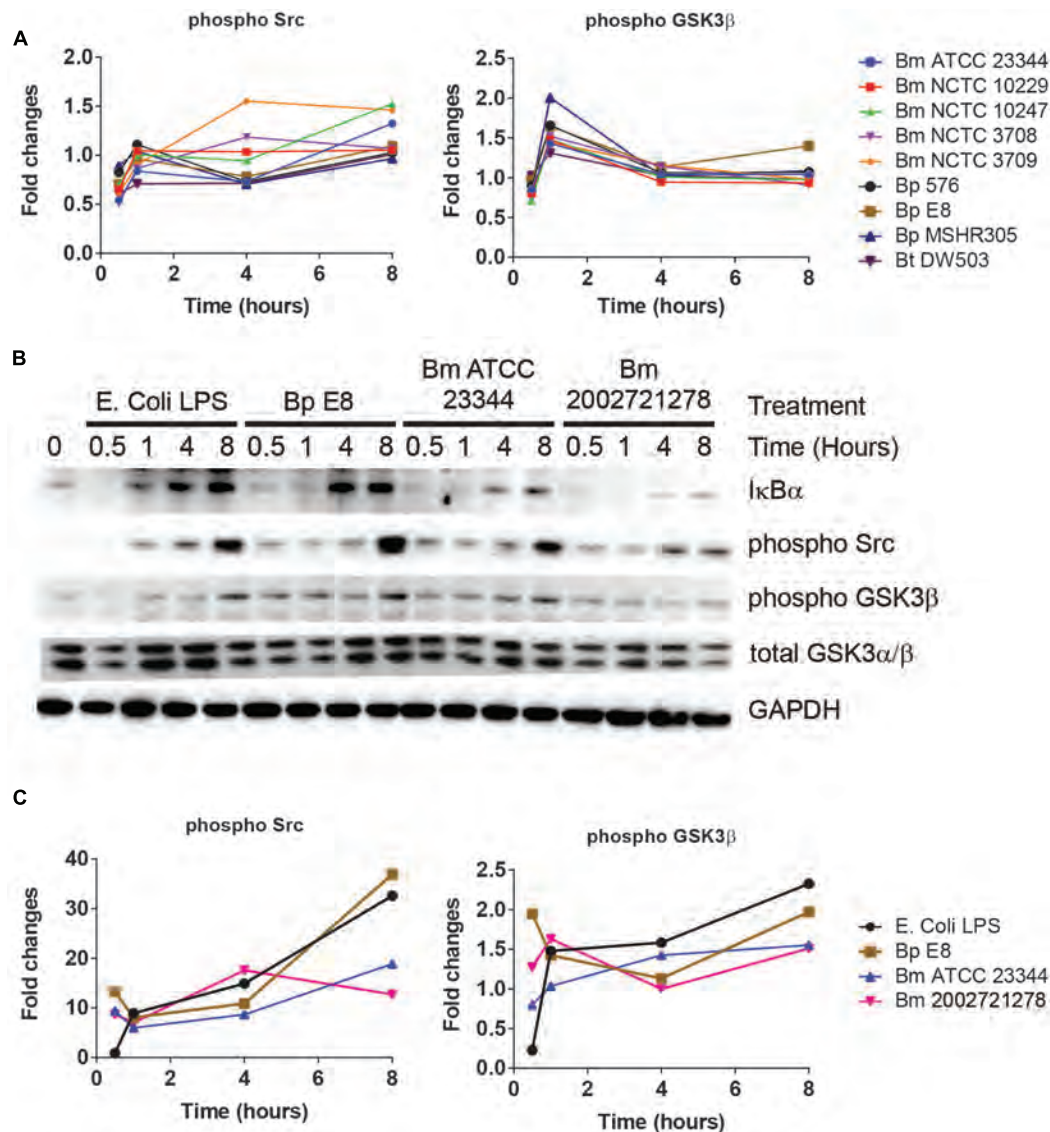 A
phospho Src
phospho GSK3β
Fold changes
2.0
1.5
1.0
0.5
0.0
0 2 4 6 8
Time (hours)
Fold changes
2.5
2.0
1.5
1.0
0.5
0.0
0 2 4 6 8
Time (hours)
Bm ATCC 23344
Bm NCTC 10229
Bm NCTC 10247
Bm NCTC 3708
Bm NCTC 3709
Bp 576
Bp E8
Bp MSHR305
Bt DW503
B
E. Coli LPS
Bp E8
Bm ATCC
23344
Bm
2002721278
Treatment
0 0.5 1 4 8 0.5 1 4 8 0.5 1 4 8 0.5 1 4 8 Time (Hours)
IκBα
phospho Src
phospho GSK3β
total GSK3α/β
GAPDH
C
phospho Src
phospho GSK3β
Fold changes
40
30
20
10
0
0 2 4 6 8
Time (hours)
Fold changes
2.5
2.0
1.5
1.0
0.5
0.0
0 2 4 6 8
Time (hours)
E. Coli LPS
Bp E8
Bm ATCC 23344
Bm 2002721278